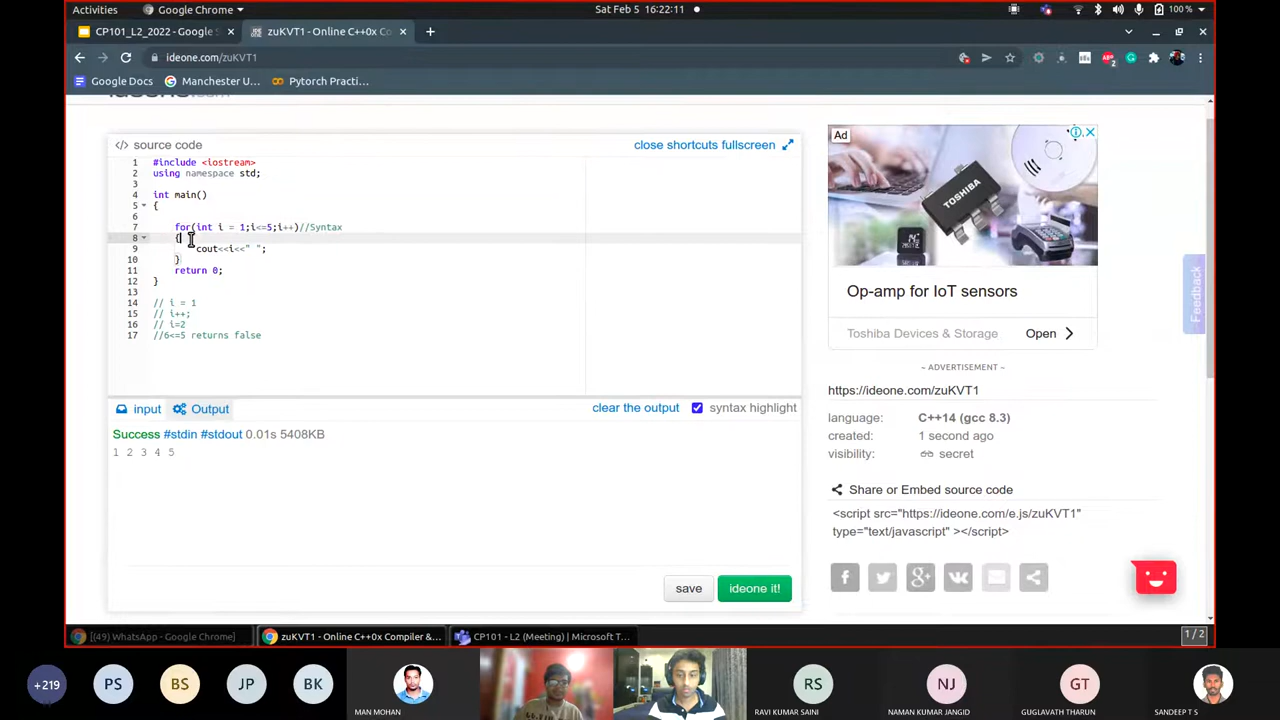 Activities
Google Chrome
Sat Feb 5 16:22:11
100 %
CP101_L2_2022 - Google S
zuKVT1 - Online C++0x Co
ideone.com/zuKVT1
Google Docs
Manchester U...
Pytorch Practi...
</> source code
close shortcuts fullscreen
1 #include <iostream>
2 using namespace std;
3
4 int main()
5 {
6
7 for(int i = 1;i<=5;i++)//Syntax
8 {
9 cout<<i<<" ";
10 }
11 return 0;
12 }
13
14 // i = 1
15 // i++;
16 // i=2
17 //6<=5 returns false
input
Output
clear the output
syntax highlight
Success #stdin #stdout 0.01s 5408KB
1 2 3 4 5
save
ideone it!
Ad
TOSHIBA
Op-amp for IoT sensors
Toshiba Devices & Storage
Open
~ ADVERTISEMENT ~
https://ideone.com/zuKVT1
language: C++14 (gcc 8.3)
created: 1 second ago
visibility: secret
Share or Embed source code
<script src="https://ideone.com/e.js/zuKVT1"
type="text/javascript" ></script>
Feedback
[(49) WhatsApp - Google Chrome]
zuKVT1 - Online C++0x Compiler &...
CP101 - L2 (Meeting) | Microsoft T...
1 / 2
+219
PS
BS
JP
BK
MAN MOHAN
RS
RAVI KUMAR SAINI
NJ
NAMAN KUMAR JANGID
GT
GUGLAVATH THARUN
SANDEEP T S